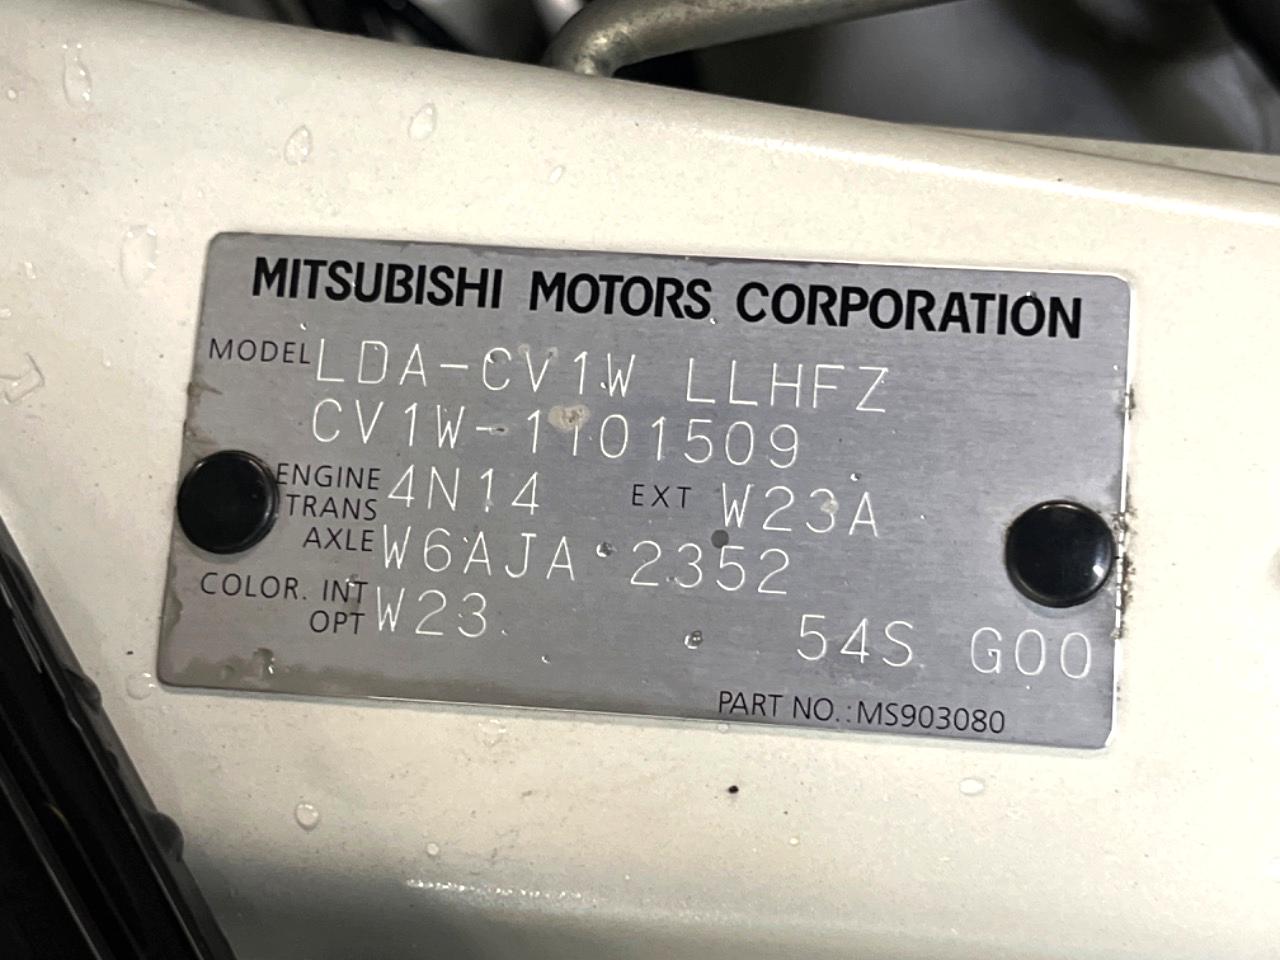 MITSUBISHI MOTORS CORPORATION
MODEL LDA-CV1W LLHFZ
CV1W-1101509
ENGINE 4N14 EXT W23A
TRANS
AXLE W6AJA 2352
COLOR. INT
OPT W23
54S G00
PART NO.:MS903080